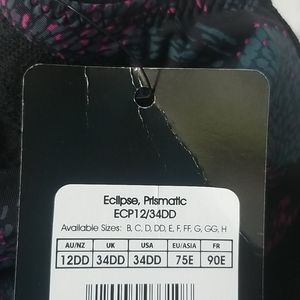 Eclipse, Prismatic
ECP12/34DD
Available Sizes: B, C, D, DD, E, F, FF, G, GG, H
AU/NZ UK USA EU/ASIA FR
12DD 34DD 34DD 75E 90E